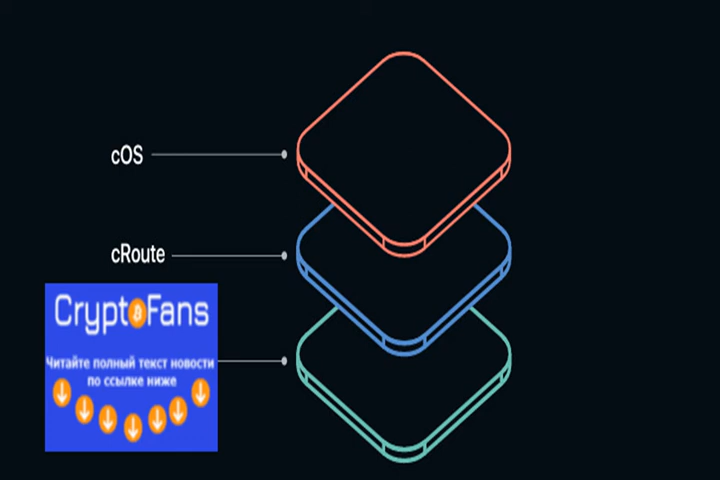 cOS
cRoute
CryptoFans
Читайте полный текст новости
по ссылке ниже